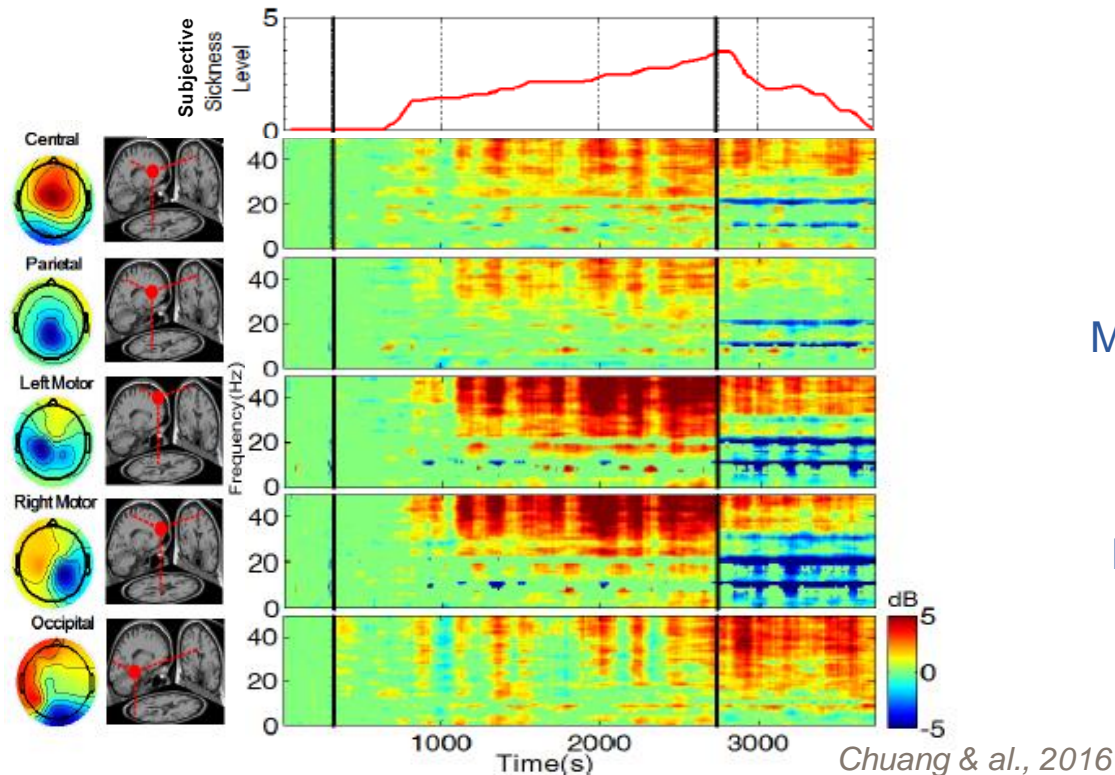 Subjective
Sickness
Level
5
0
Central
40
20
0
Parietal
40
20
0
Left Motor
40
20
0
Right Motor
40
20
0
Occipital
40
20
0
Frequency(Hz)
1000 2000 3000
Time(s)
dB
5
0
-5
M
Chuang & al., 2016